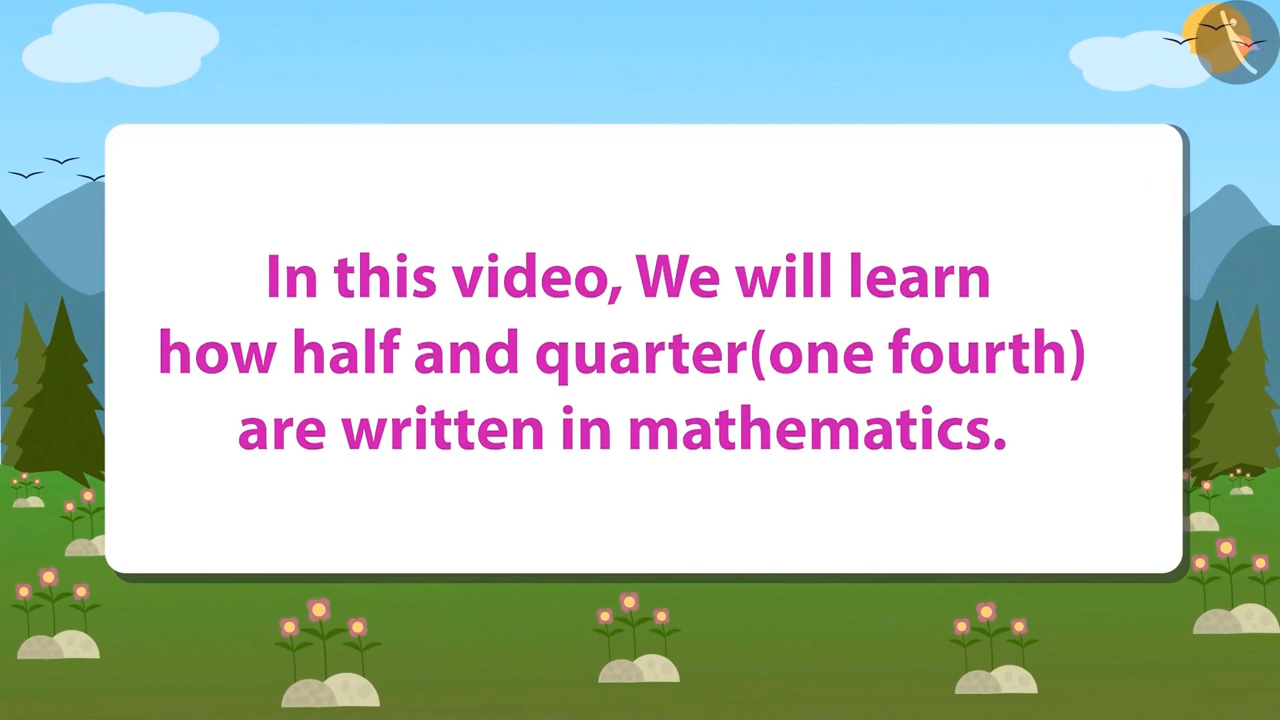 In this video, We will learn
how half and quarter(one fourth)
are written in mathematics.